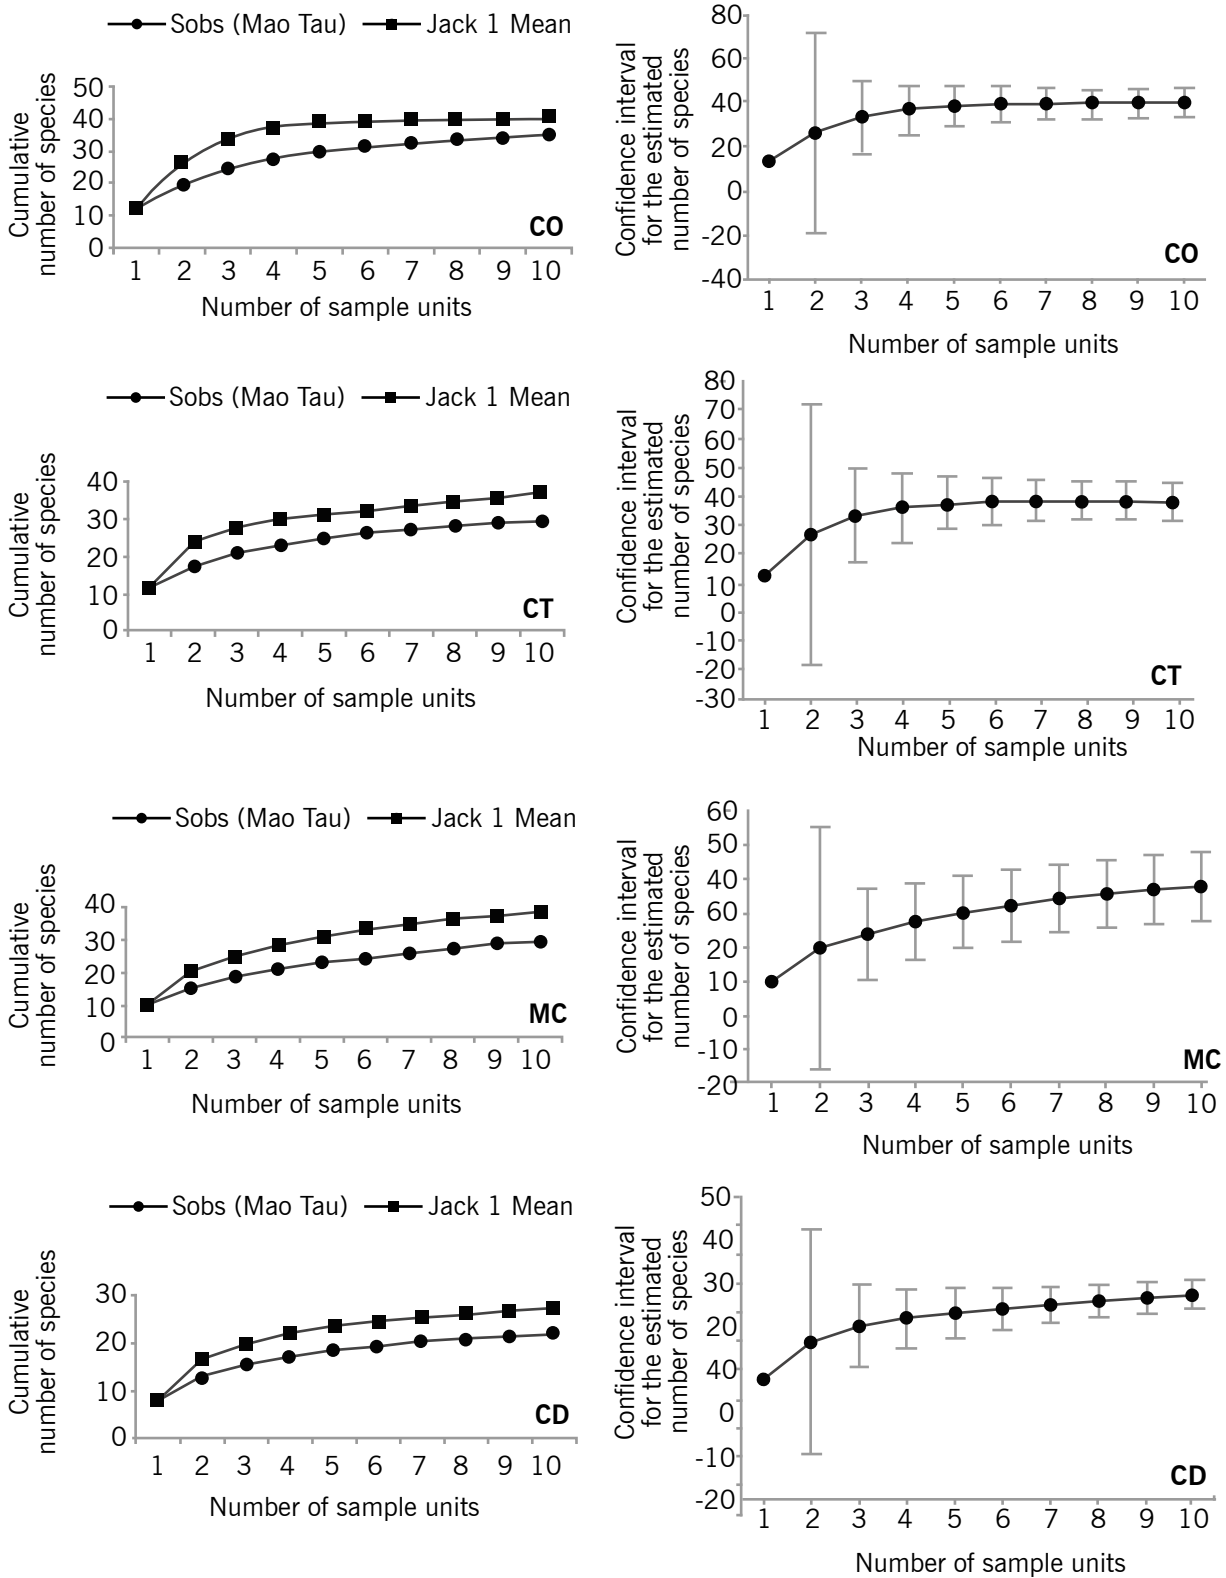 Sobs (Mao Tau) Jack 1 Mean
Cumulative
number of species
50
40
30
20
10
0
CO
1 2 3 4 5 6 7 8 9 10
Number of sample units
Confidence interval
for the estimated
number of species
80
60
40
20
0
-20
-40
CO
1 2 3 4 5 6 7 8 9 10
Number of sample units
Sobs (Mao Tau) Jack 1 Mean
Cumulative
number of species
40
30
20
10
0
CT
1 2 3 4 5 6 7 8 9 10
Number of sample units
Confidence interval
for the estimated
number of species
80
70
60
50
40
30
20
10
0
-10
-20
-30
CT
1 2 3 4 5 6 7 8 9 10
Number of sample units
Sobs (Mao Tau) Jack 1 Mean
Cumulative
number of species
40
30
20
10
0
MC
1 2 3 4 5 6 7 8 9 10
Number of sample units
Confidence interval
for the estimated
number of species
60
50
40
60
20
10
0
-10
-20
MC
1 2 3 4 5 6 7 8 9 10
Number of sample units
Sobs (Mao Tau) Jack 1 Mean
Cumulative
number of species
30
20
10
0
CD
1 2 3 4 5 6 7 8 9 10
Number of sample units
Confidence interval
for the estimated
number of species
50
40
30
20
40
0
-10
-20
CD
1 2 3 4 5 6 7 8 9 10
Number of sample units